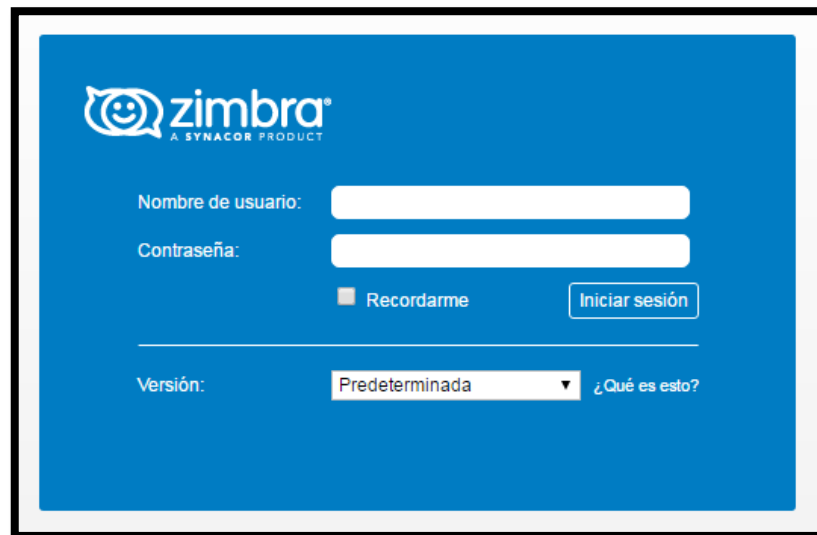 zimbra®
A SYNACOR PRODUCT
Nombre de usuario:
Contraseña:
Recordarme
Iniciar sesión
Versión:
Predeterminada
¿Qué es esto?